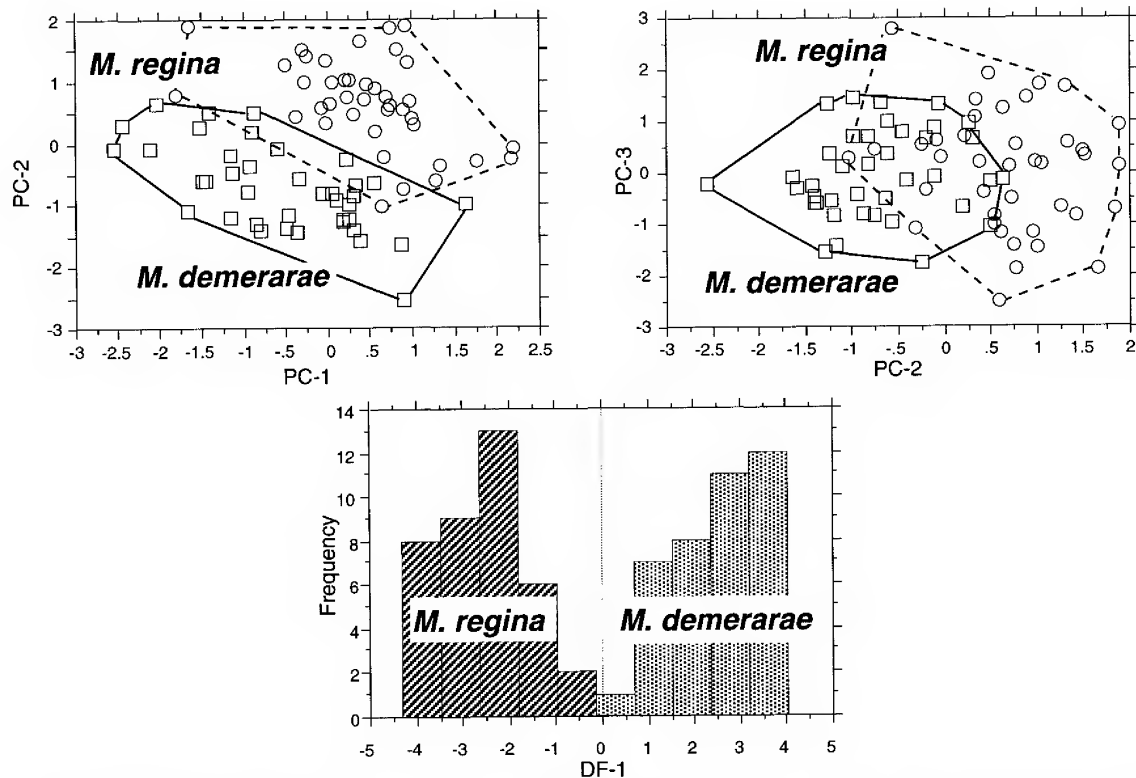 2
1
0
-1
-2
-3
PC-2
M. regina
M. demerarae
-3 -2.5 -2 -1.5 -1 -.5 0 .5 1 1.5 2 2.5
PC-1
3
2
1
0
-1
-2
-3
PC-3
M. regina
M. demerarae
-3 -2.5 -2 -1.5 -1 -.5 0 .5 1 1.5 2
PC-2
14
12
10
8
6
4
2
0
Frequency
M. regina M. demerarae
-5 -4 -3 -2 -1 0 1 2 3 4 5
DF-1